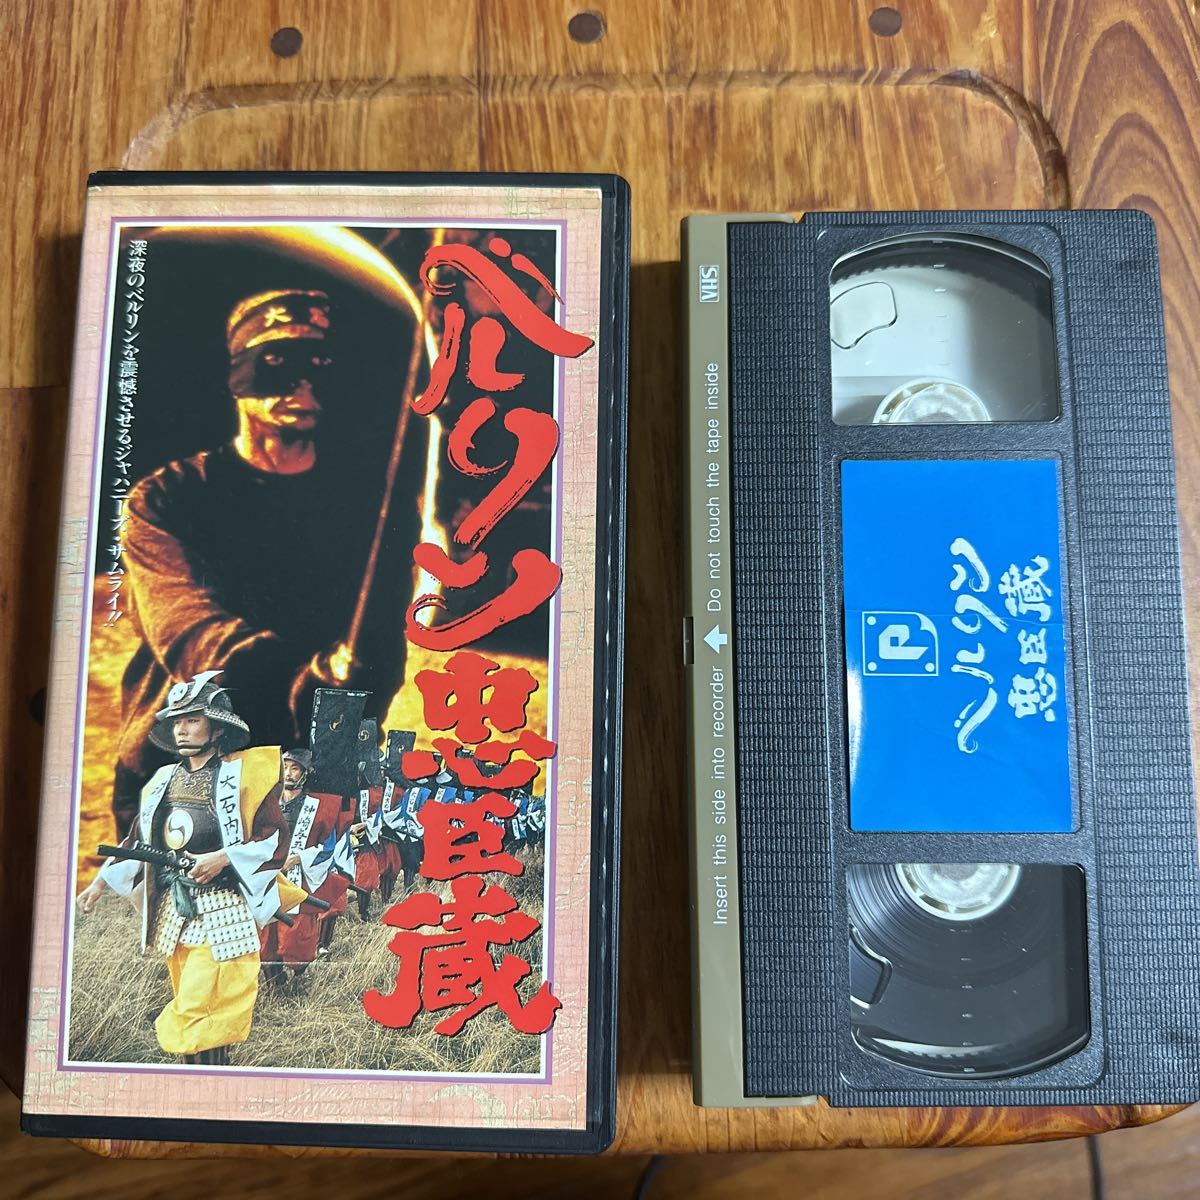 深夜のベルリンを震撼させるジャパニーズ・サムライ!!
ベルリン忠臣蔵
大石内
VHS
Insert this side into recorder Do not touch the tape inside
P
ベルリン
忠臣蔵